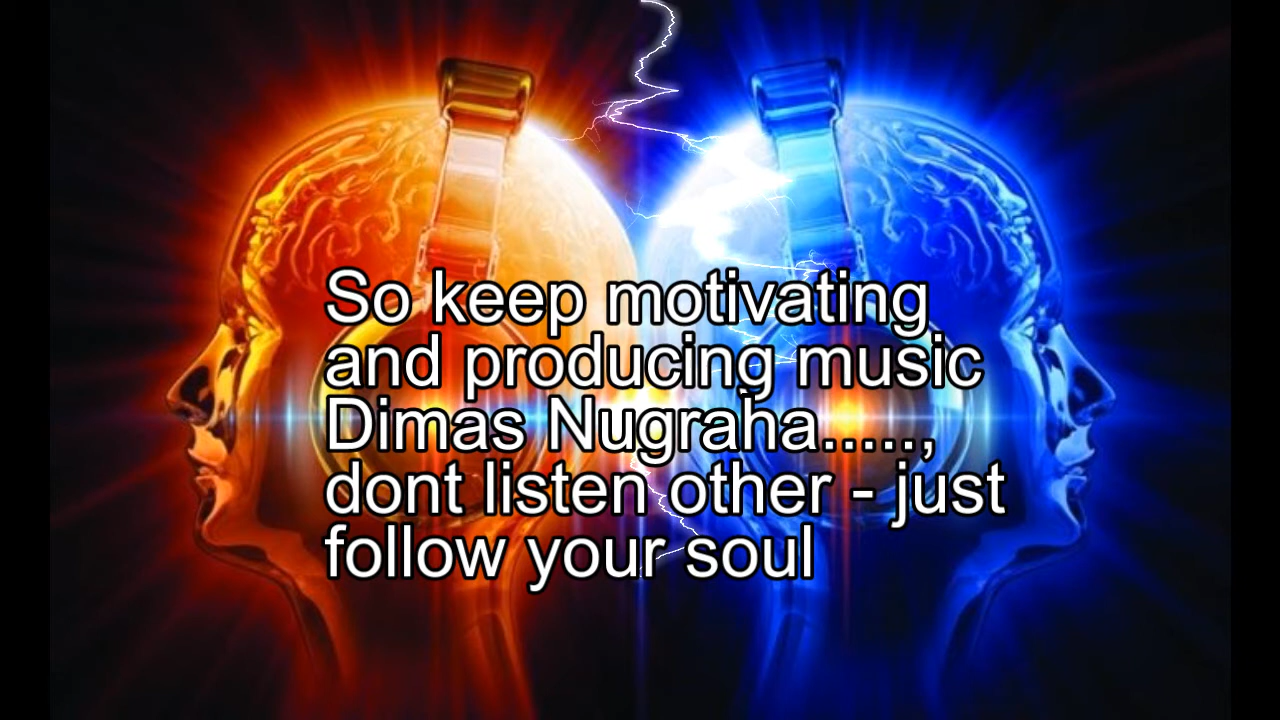 So keep motivating
and producing music
Dimas Nugraha.....,
dont listen other - just
follow your soul